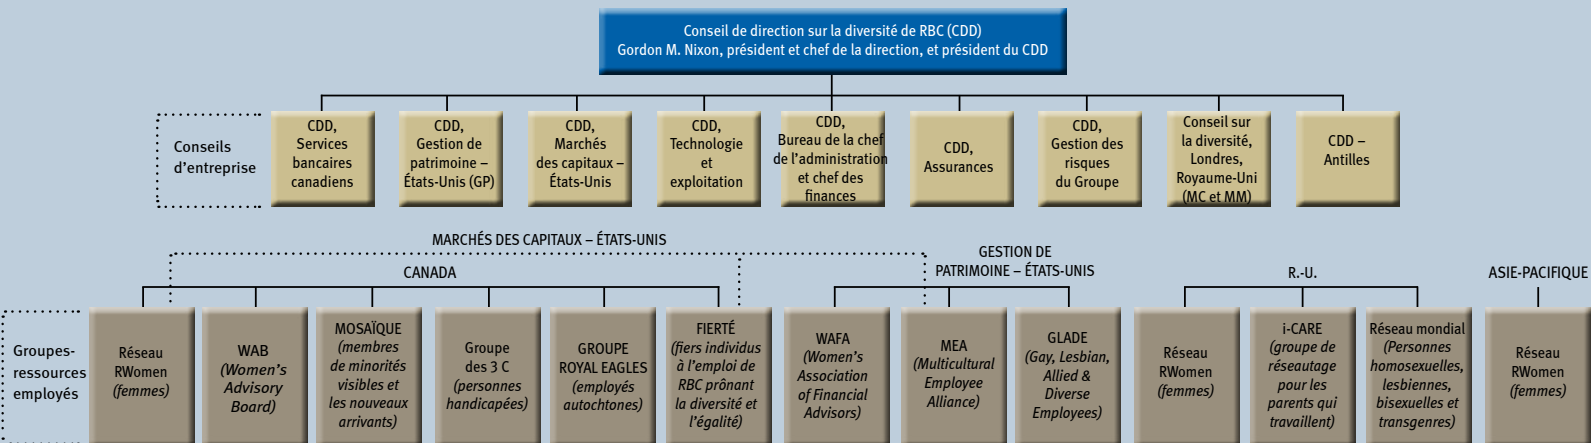 Conseil de direction sur la diversité de RBC (CDD)
Gordon M. Nixon, président et chef de la direction, et président du CDD
Conseils
d’entreprise
CDD,
Services
bancaires
canadiens
CDD,
Gestion de
patrimoine –
États-Unis (GP)
CDD,
Marchés
des capitaux –
États-Unis
CDD,
Technologie
et
exploitation
CDD,
Bureau de la chef
de l’administration
et chef des
finances
CDD,
Assurances
CDD,
Gestion des
risques
du Groupe
Conseil sur
la diversité,
Londres,
Royaume-Uni
(MC et MM)
CDD –
Antilles
MARCHÉS DES CAPITAUX – ÉTATS-UNIS
CANADA
GESTION DE
PATRIMOINE – ÉTATS-UNIS
R.-U.
ASIE-PACIFIQUE
Groupes-
ressources
employés
Réseau
RWomen
(femmes)
WAB
(Women’s
Advisory
Board)
MOSAÏQUE
(membres
de minorités
visibles et
les nouveaux
arrivants)
Groupe
des 3 C
(personnes
handicapées)
GROUPE
ROYAL EAGLES
(employés
autochtones)
FIERTÉ
(fiers individus
à l’emploi de
RBC prônant
la diversité et
l’égalité)
WAFA
(Women’s
Association
of Financial
Advisors)
MEA
(Multicultural
Employee
Alliance)
GLADE
(Gay, Lesbian,
Allied &
Diverse
Employees)
Réseau
RWomen
(femmes)
i-CARE
(groupe de
réseautage
pour les
parents qui
travaillent)
Réseau mondial
(Personnes
homosexuelles,
lesbiennes,
bisexuelles et
transgenres)
Réseau
RWomen
(femmes)